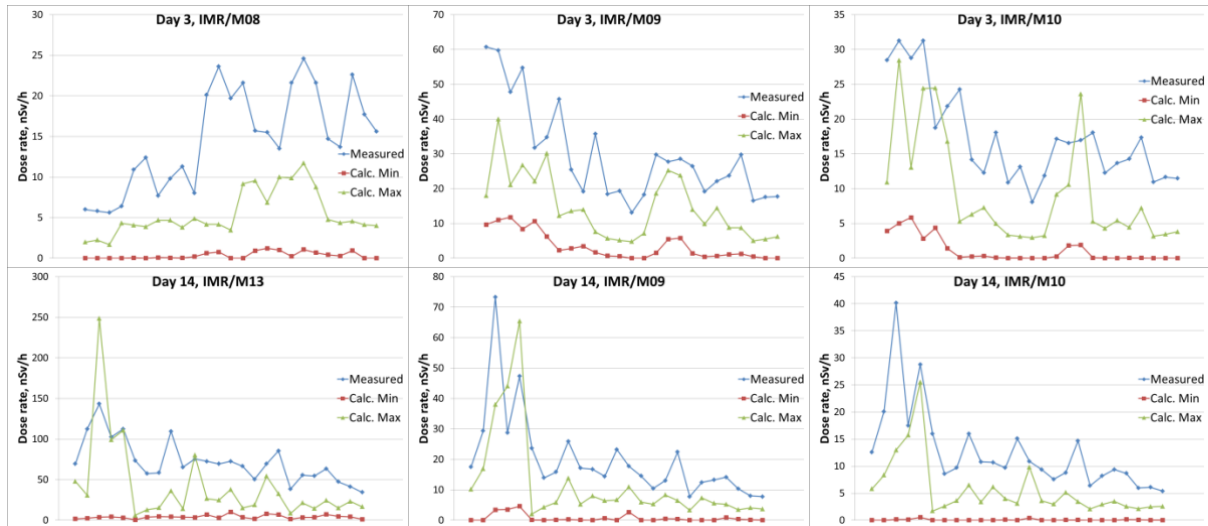 Day 3, IMR/M08
Dose rate, nSv/h
30
25
20
15
10
5
0
Measured
Calc. Min
Calc. Max
Day 3, IMR/M09
Dose rate, nSv/h
70
60
50
40
30
20
10
0
Measured
Calc. Min
Calc. Max
Day 3, IMR/M10
Dose rate, nSv/h
35
30
25
20
15
10
5
0
Measured
Calc. Min
Calc. Max
Day 14, IMR/M13
Dose rate, nSv/h
300
250
200
150
100
50
0
Measured
Calc. Min
Calc. Max
Day 14, IMR/M09
Dose rate, nSv/h
80
70
60
50
40
30
20
10
0
Measured
Calc. Min
Calc. Max
Day 14, IMR/M10
Dose rate, nSv/h
45
40
35
30
25
20
15
10
5
0
Measured
Calc. Min
Calc. Max